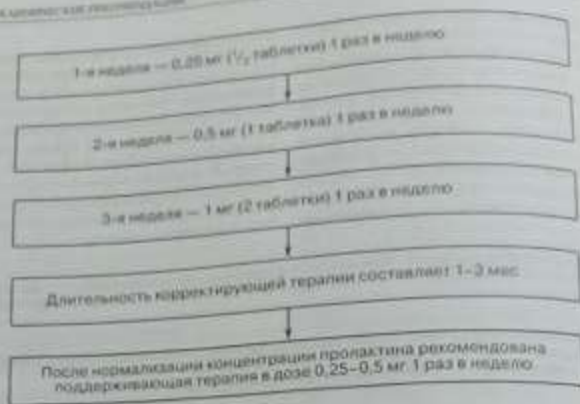 1-я неделя — 0,25 мг (1/2 таблетки) 1 раз в неделю
2-я неделя — 0,5 мг (1 таблетка) 1 раз в неделю
3-я неделя — 1 мг (2 таблетки) 1 раз в неделю
Длительность корректирующей терапии составляет 1–3 мес
После нормализации концентрации пролактина рекомендована
поддерживающая терапия в дозе 0,25–0,5 мг 1 раз в неделю